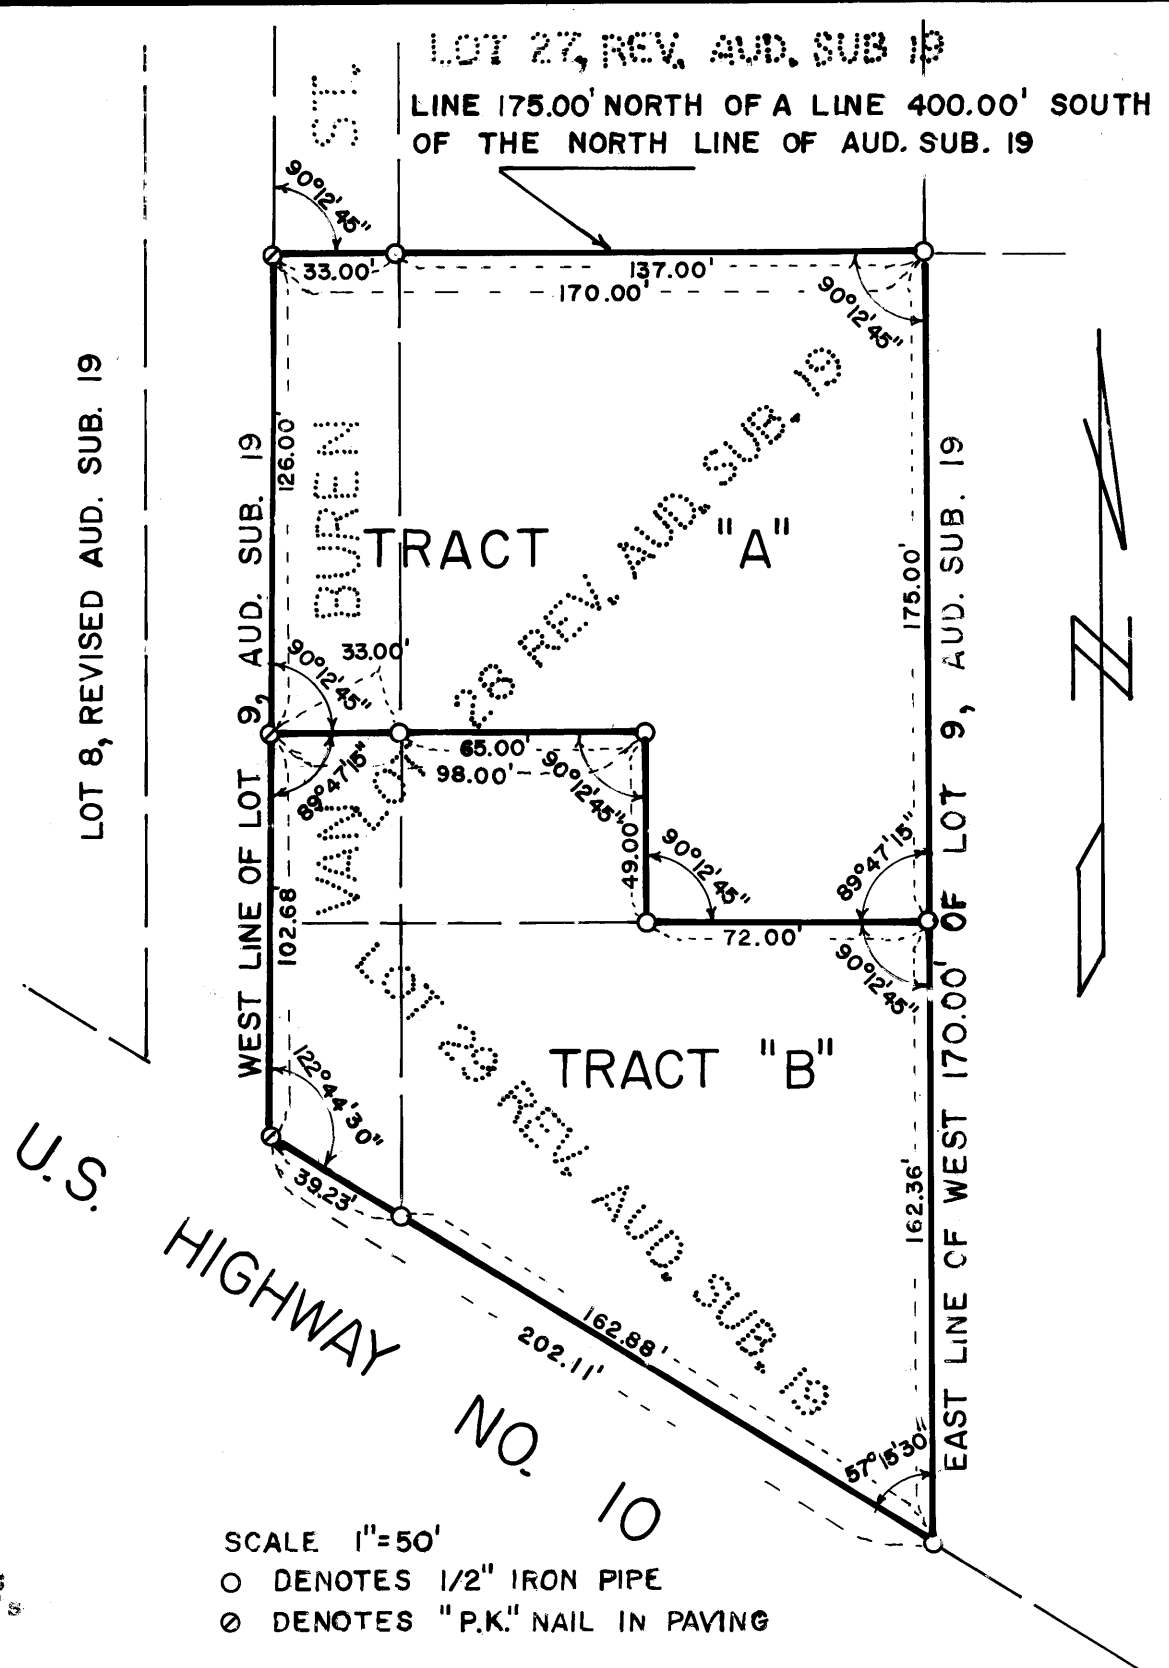 LOT 27, REV. AUD. SUB 19
LINE 175.00' NORTH OF A LINE 400.00' SOUTH
OF THE NORTH LINE OF AUD. SUB. 19
VAN BUREN ST.
90°12'45"
33.00'
137.00'
170.00'
90°12'45"
LOT 8, REVISED AUD. SUB. 19
WEST LINE OF LOT 9, AUD. SUB. 19
126.00'
TRACT "A"
LOT 26 REV. AUD. SUB. 19
175.00'
EAST LINE OF WEST 170.00' OF LOT 9, AUD. SUB 19
N
90°12'45"
33.00'
65.00'
98.00'
89°47'15"
90°12'45"
49.00'
90°12'45"
89°47'15"
72.00'
90°12'45"
102.68'
LOT 29 REV. AUD. SUB. 19
TRACT "B"
122°44'30"
39.23'
162.36'
162.88'
202.11'
57°15'30"
U.S. HIGHWAY NO. 10
SCALE 1"=50'
O DENOTES 1/2" IRON PIPE
⊘ DENOTES "P.K." NAIL IN PAVING